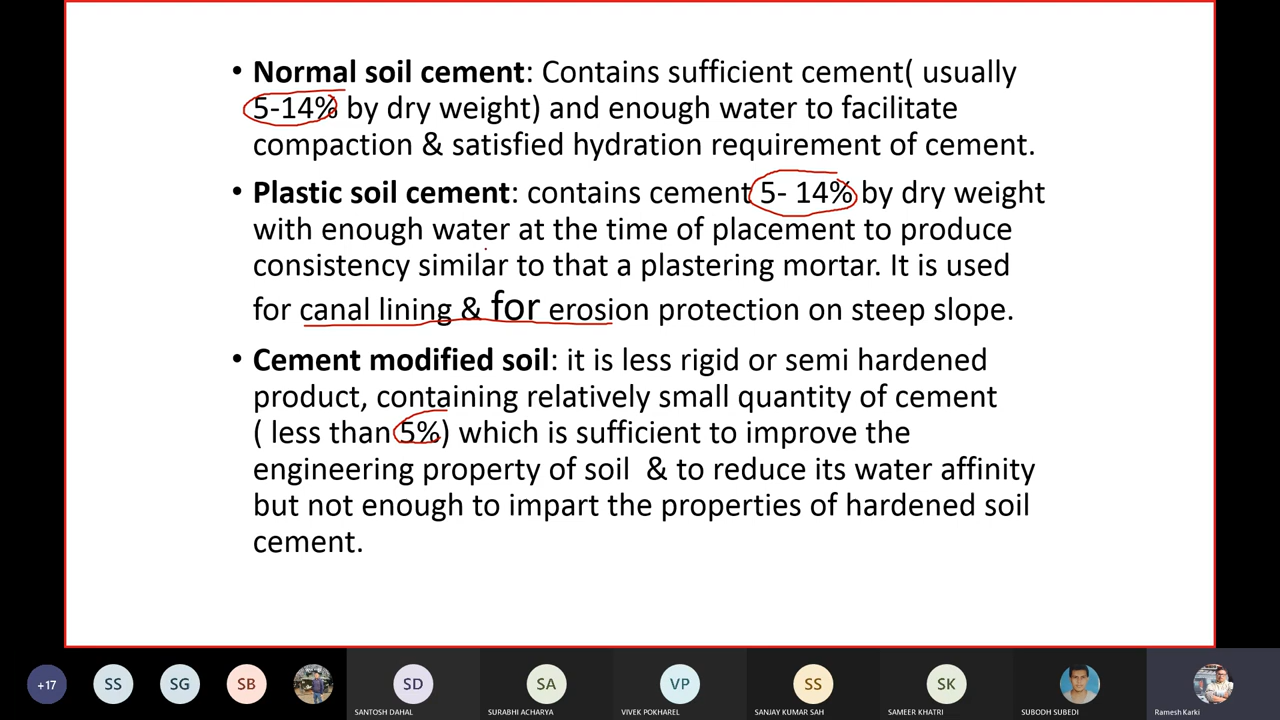 • Normal soil cement: Contains sufficient cement( usually
5-14% by dry weight) and enough water to facilitate
compaction & satisfied hydration requirement of cement.
• Plastic soil cement: contains cement 5- 14% by dry weight
with enough water at the time of placement to produce
consistency similar to that a plastering mortar. It is used
for canal lining & for erosion protection on steep slope.
• Cement modified soil: it is less rigid or semi hardened
product, containing relatively small quantity of cement
( less than 5%) which is sufficient to improve the
engineering property of soil & to reduce its water affinity
but not enough to impart the properties of hardened soil
cement.
+17 SS SG SB SD SA VP SS SK
SANTOSH DAHAL SURABHI ACHARYA VIVEK POKHAREL SANJAY KUMAR SAH SAMEER KHATRI SUBODH SUBEDI Ramesh Karki